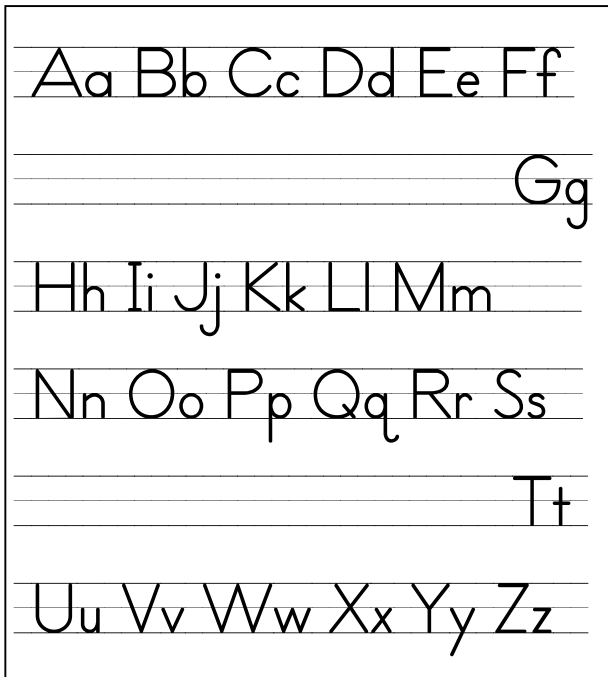 Aa Bb Cc Dd Ee Ff
Gg
Hh Ii Jj Kk Ll Mm
Nn Oo Pp Qq Rr Ss
Tt
Uu Vv Ww Xx Yy Zz